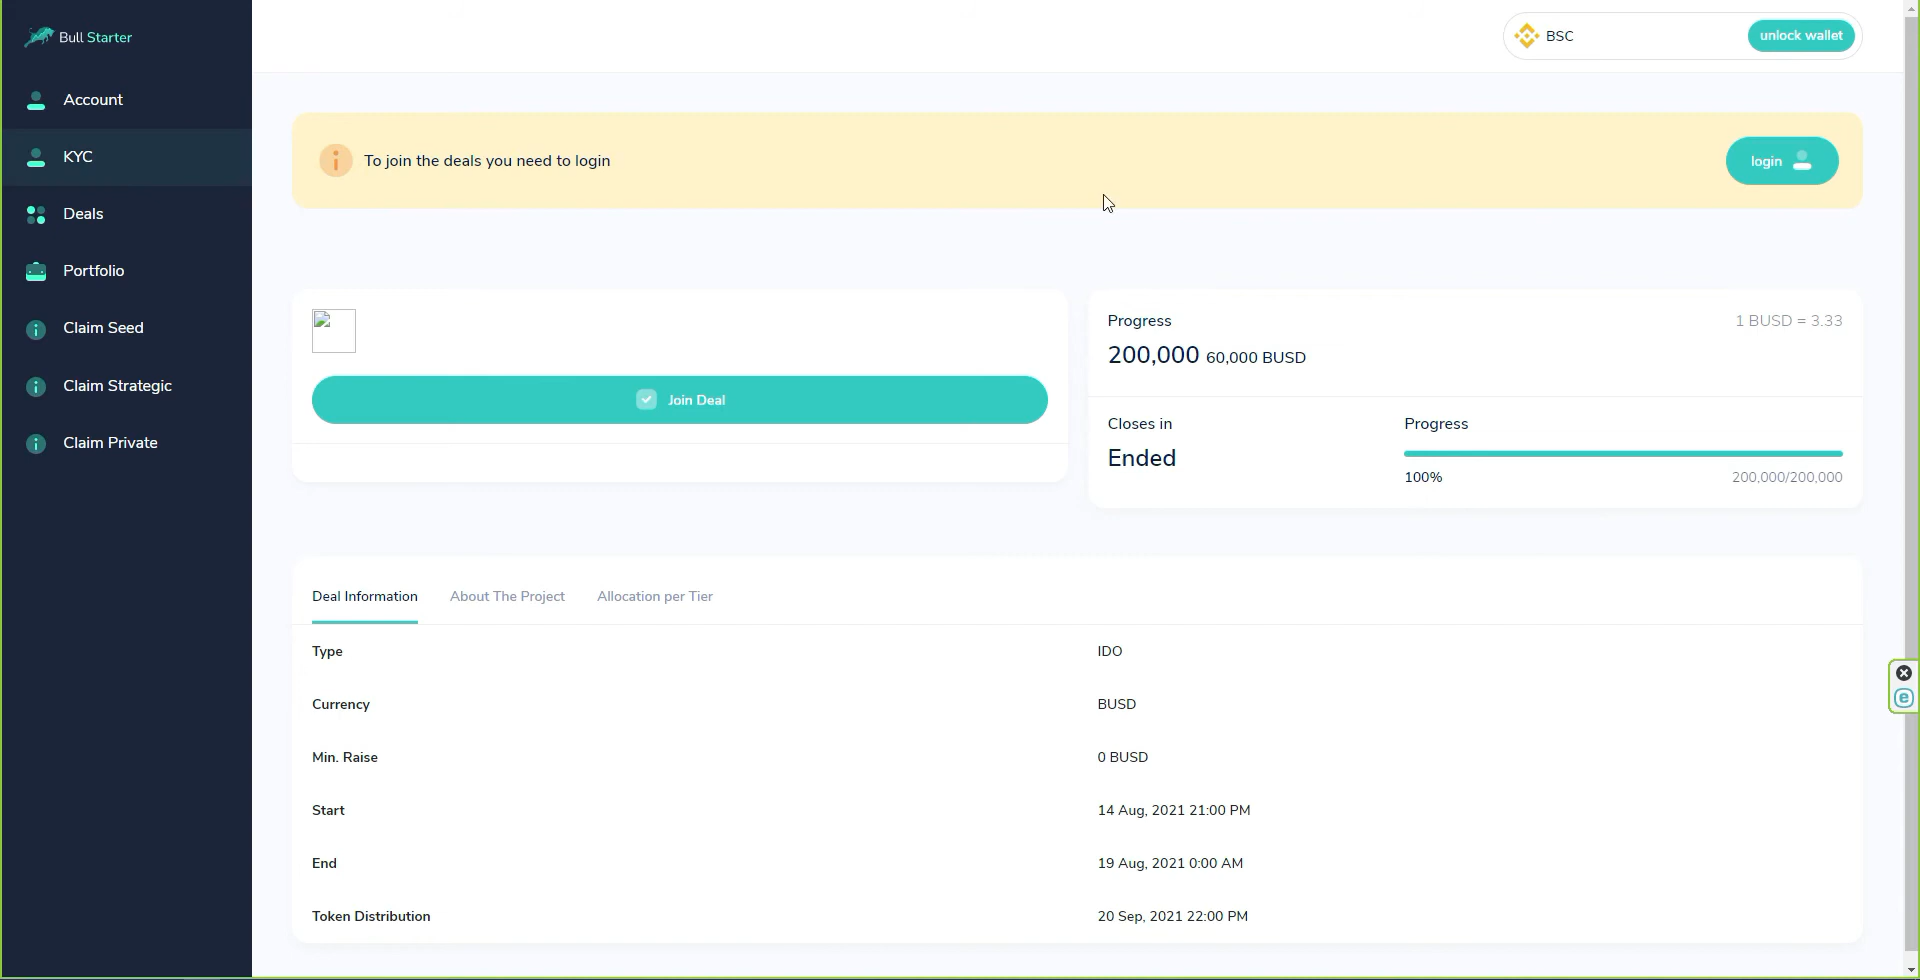 Bull Starter
BSC
unlock wallet
Account
KYC
Deals
Portfolio
Claim Seed
Claim Strategic
Claim Private
To join the deals you need to login
login
Join Deal
Progress
1 BUSD = 3.33
200,000 60,000 BUSD
Closes in
Ended
Progress
100%
200,000/200,000
Deal Information
About The Project
Allocation per Tier
Type
IDO
Currency
BUSD
Min. Raise
0 BUSD
Start
14 Aug, 2021 21:00 PM
End
19 Aug, 2021 0:00 AM
Token Distribution
20 Sep, 2021 22:00 PM